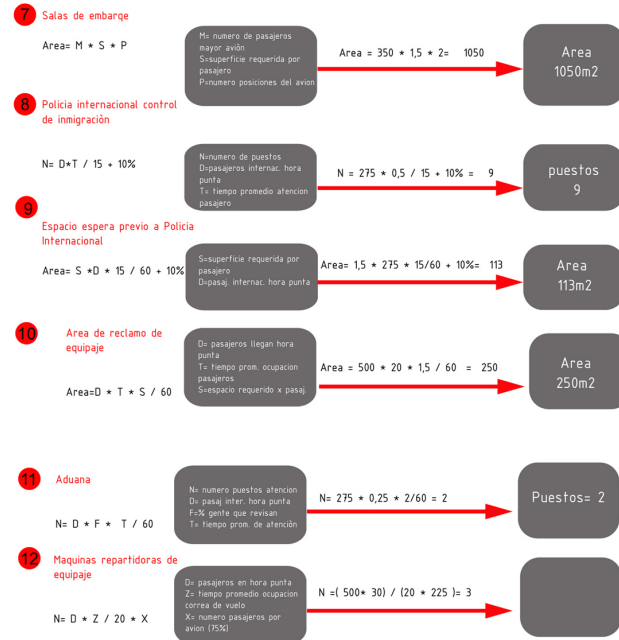 7 Salas de embarqe
Area= M * S * P
M= numero de pasajeros
mayor avión
S=superficie requerida por
pasajero
P=numero posiciones del avion
Area = 350 * 1,5 * 2= 1050
Area
1050m2
8 Policia internacional control
de inmigraciòn
N= D*T / 15 + 10%
N=numero de puestos
D=pasajeros internac. hora
punta
T= tiempo promedio atencion
pasajero
N = 275 * 0,5 / 15 + 10% = 9
puestos
9
9
Espacio espera previo a Policia
Internacional
Area= S *D * 15 / 60 + 10%
S=superficie requerida por
pasajero
D=pasaj. internac. hora punta
Area= 1,5 * 275 * 15/60 + 10%= 113
Area
113m2
10 Area de reclamo de
equipaje
Area=D * T * S / 60
D= pasajeros llegan hora
punta
T= tiempo prom. ocupacion
pasajeros
S=espacio requerido x pasaj.
Area = 500 * 20 * 1,5 / 60 = 250
Area
250m2
11 Aduana
N= D * F * T / 60
N= numero puestos atencion
D= pasaj inter. hora punta
F=% gente que revisan
T= tiempo prom. de atenciòn
N= 275 * 0,25 * 2/60 = 2
Puestos= 2
12 Maquinas repartidoras de
equipaje
N= D * Z / 20 * X
D= pasajeros en hora punta
Z= tiempo promedio ocupacion
correa de vuelo
X= numero pasajeros por
avion (75%)
N =( 500* 30) / (20 * 225 )= 3